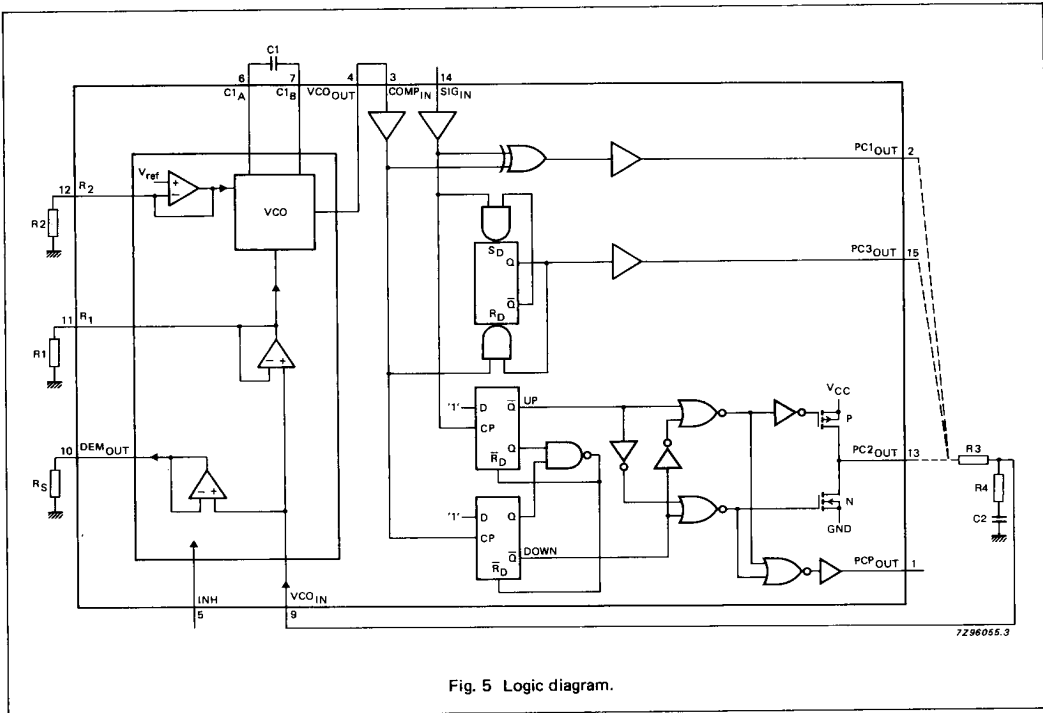 C1
6 7 4 3 14
C1A C1B VCOOUT COMPIN SIGIN
PC1OUT 2
Vref
12 R2
+
−
VCO
R2
SD
Q
PC3OUT 15
Q̄
RD
11 R1
R1
− +
'1' D Q̄ UP
CP
Q
R̄D
VCC
P
10 DEMOUT
PC2OUT 13 R3
RS
− +
R4
'1' D Q
N
C2
CP
GND
Q̄ DOWN
R̄D
PCPOUT 1
INH VCOIN
5 9
7Z96055.3
Fig. 5 Logic diagram.